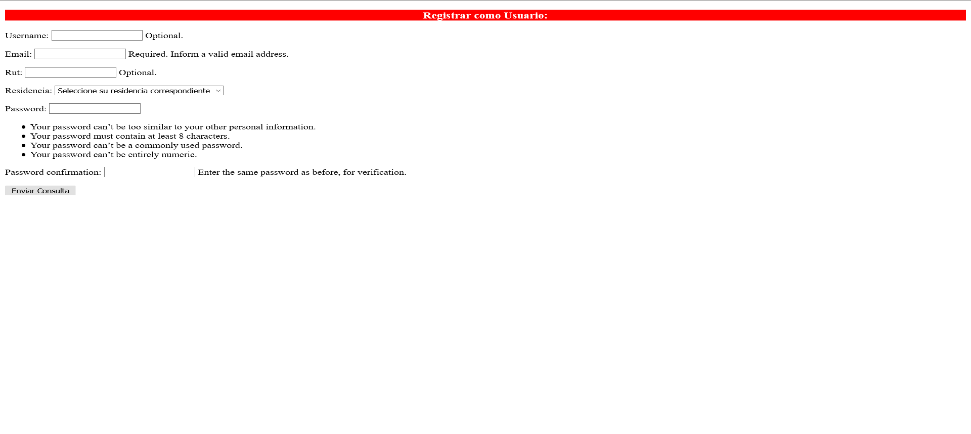 Registrar como Usuario:
Username: Optional.
Email: Required. Inform a valid email address.
Rut: Optional.
Residencia: Seleccione su residencia correspondiente
Password:
Your password can't be too similar to your other personal information.
Your password must contain at least 8 characters.
Your password can't be a commonly used password.
Your password can't be entirely numeric.
Password confirmation: Enter the same password as before, for verification.
Enviar Consulta